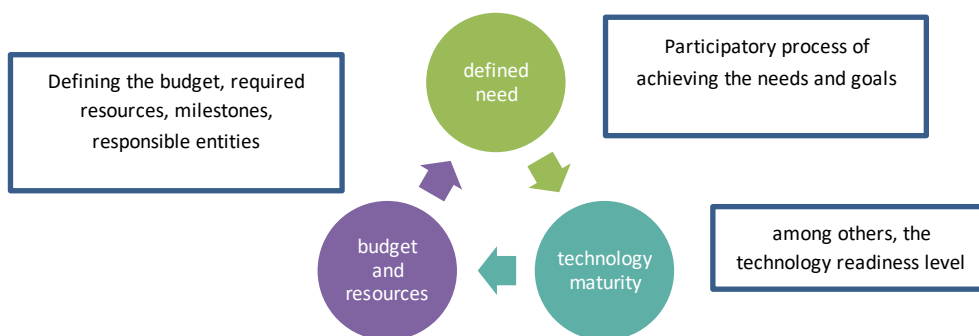 Defining the budget, required
resources, milestones,
responsible entities
defined
need
Participatory process of
achieving the needs and goals
budget
and
resources
technology
maturity
among others, the
technology readiness level